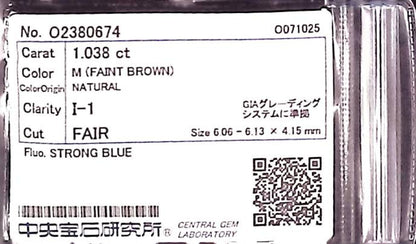 No. O2380674 O071025
Carat 1.038 ct
Color M (FAINT BROWN)
ColorOrigin NATURAL
Clarity I-1 GIAグレーディング
システムに準拠
Cut FAIR Size 6.06 - 6.13 × 4.15 mm
Fluo. STRONG BLUE
中央宝石研究所® CENTRAL GEM
LABORATORY